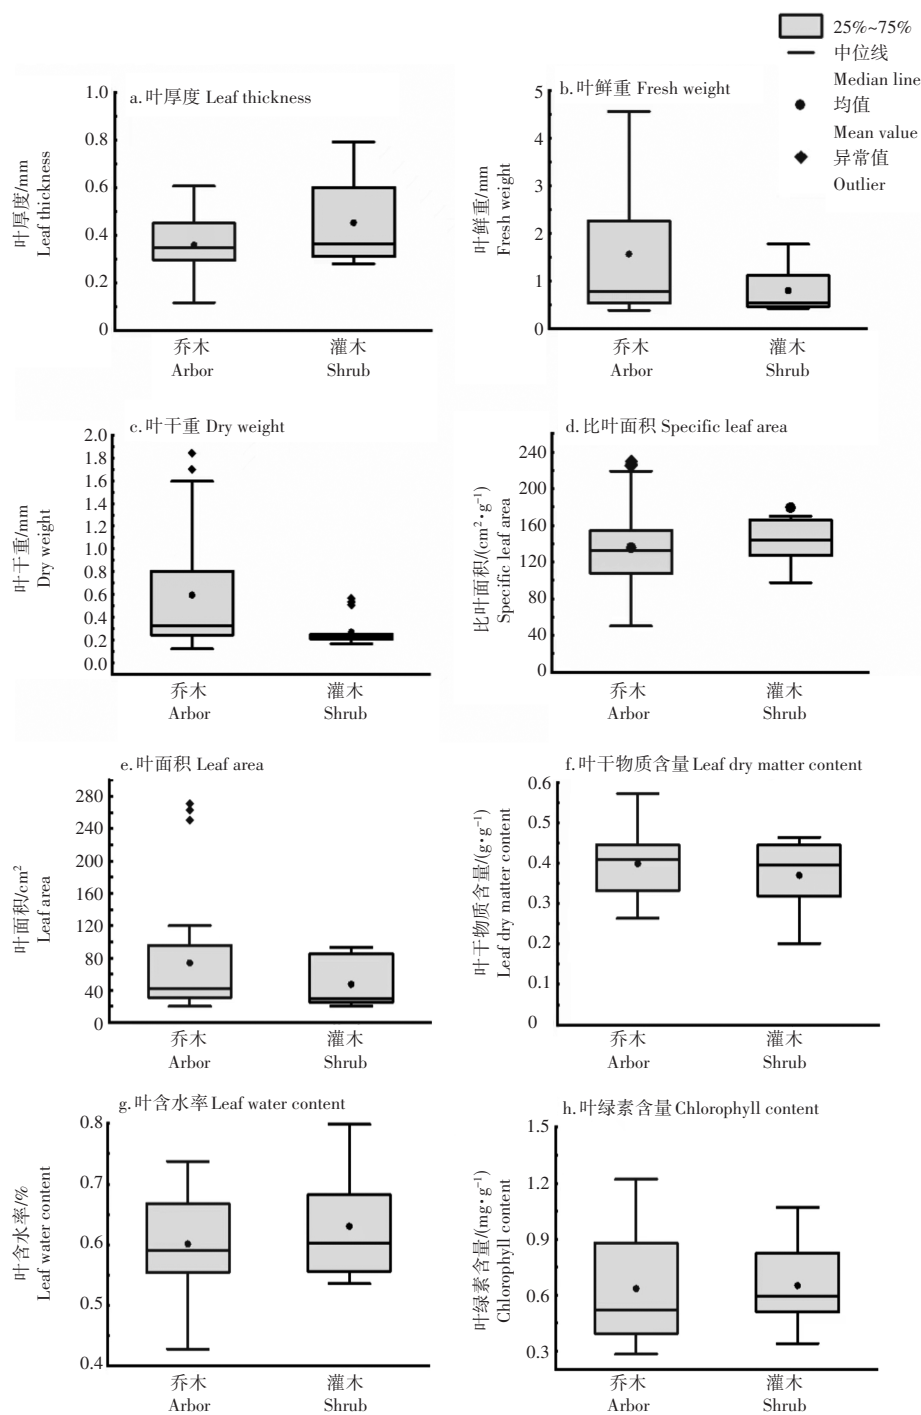 25%~75%
中位线
Median line
均值
Mean value
异常值
Outlier
a.叶厚度 Leaf thickness
叶厚度/mm
Leaf thickness
1.0
0.8
0.6
0.4
0.2
0
乔木
Arbor
灌木
Shrub
b.叶鲜重 Fresh weight
叶鲜重/mm
Fresh weight
5
4
3
2
1
0
乔木
Arbor
灌木
Shrub
c.叶干重 Dry weight
叶干重/mm
Dry weight
2.0
1.8
1.6
1.4
1.2
1.0
0.8
0.6
0.4
0.2
0.0
乔木
Arbor
灌木
Shrub
d.比叶面积 Specific leaf area
比叶面积/(cm²·g⁻¹)
Specific leaf area
240
200
160
120
80
40
0
乔木
Arbor
灌木
Shrub
e.叶面积 Leaf area
叶面积/cm²
Leaf area
280
240
200
160
120
80
40
0
乔木
Arbor
灌木
Shrub
f.叶干物质含量 Leaf dry matter content
叶干物质含量/(g·g⁻¹)
Leaf dry matter content
0.6
0.5
0.4
0.3
0.2
0.1
0
乔木
Arbor
灌木
Shrub
g.叶含水率 Leaf water content
叶含水率/%
Leaf water content
0.8
0.7
0.6
0.5
0.4
乔木
Arbor
灌木
Shrub
h.叶绿素含量 Chlorophyll content
叶绿素含量/(mg·g⁻¹)
Chlorophyll content
1.5
1.2
0.9
0.6
0.3
乔木
Arbor
灌木
Shrub